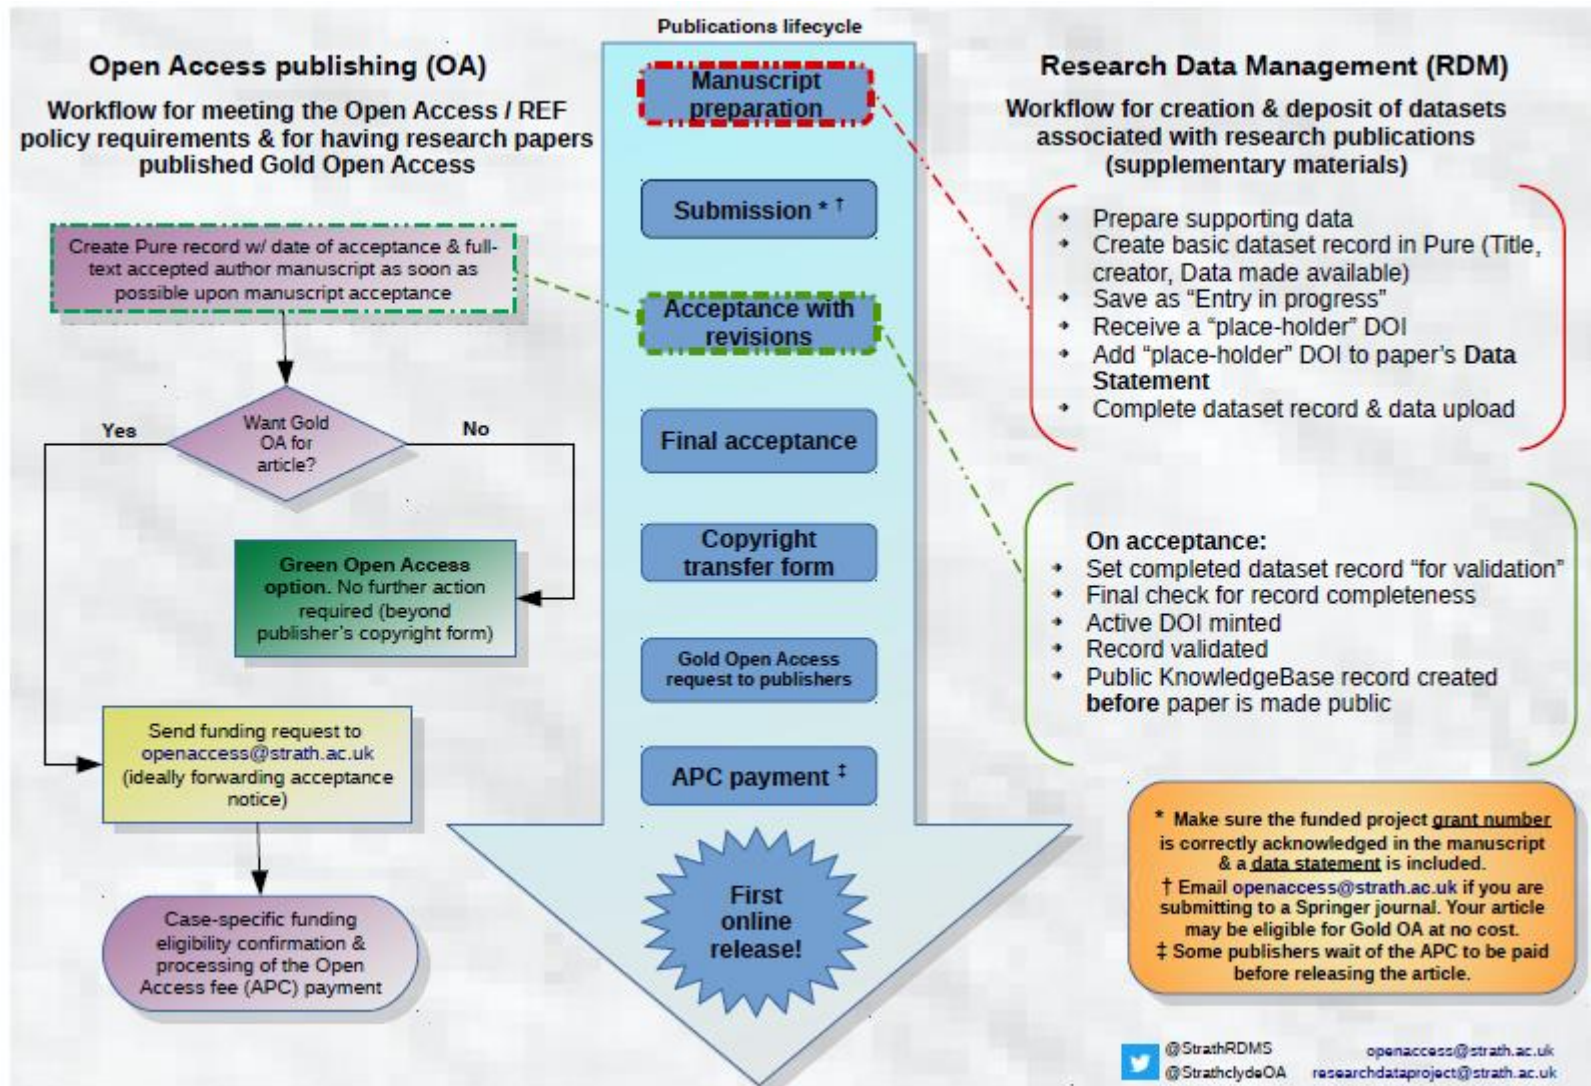 Publications lifecycle
Open Access publishing (OA)
Workflow for meeting the Open Access / REF
policy requirements & for having research papers
published Gold Open Access
Create Pure record w/ date of acceptance & full-
text accepted author manuscript as soon as
possible upon manuscript acceptance
Want Gold
OA for
article?
Yes
No
Green Open Access
option. No further action
required (beyond
publisher's copyright form)
Send funding request to
openaccess@strath.ac.uk
(ideally forwarding acceptance
notice)
Case-specific funding
eligibility confirmation &
processing of the Open
Access fee (APC) payment
Manuscript
preparation
Submission * †
Acceptance with
revisions
Final acceptance
Copyright
transfer form
Gold Open Access
request to publishers
APC payment ‡
First
online
release!
Research Data Management (RDM)
Workflow for creation & deposit of datasets
associated with research publications
(supplementary materials)
Prepare supporting data
Create basic dataset record in Pure (Title,
creator, Data made available)
Save as “Entry in progress”
Receive a “place-holder” DOI
Add “place-holder” DOI to paper's Data
Statement
Complete dataset record & data upload
On acceptance:
Set completed dataset record “for validation”
Final check for record completeness
Active DOI minted
Record validated
Public KnowledgeBase record created
before paper is made public
* Make sure the funded project grant number
is correctly acknowledged in the manuscript
& a data statement is included.
† Email openaccess@strath.ac.uk if you are
submitting to a Springer journal. Your article
may be eligible for Gold OA at no cost.
‡ Some publishers wait of the APC to be paid
before releasing the article.
@StrathRDMS
@StrathclydeOA
openaccess@strath.ac.uk
researchdataproject@strath.ac.uk